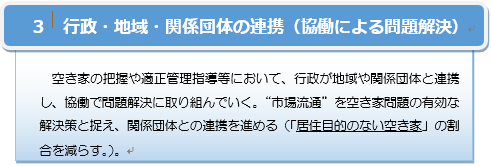 3 行政・地域・関係団体の連携（協働による問題解決）
空き家の把握や適正管理指導等において、行政が地域や関係団体と連携
し、協働で問題解決に取り組んでいく。“市場流通”を空き家問題の有効な
解決策と捉え、関係団体との連携を進める（「居住目的のない空き家」の割
合を減らす。）。